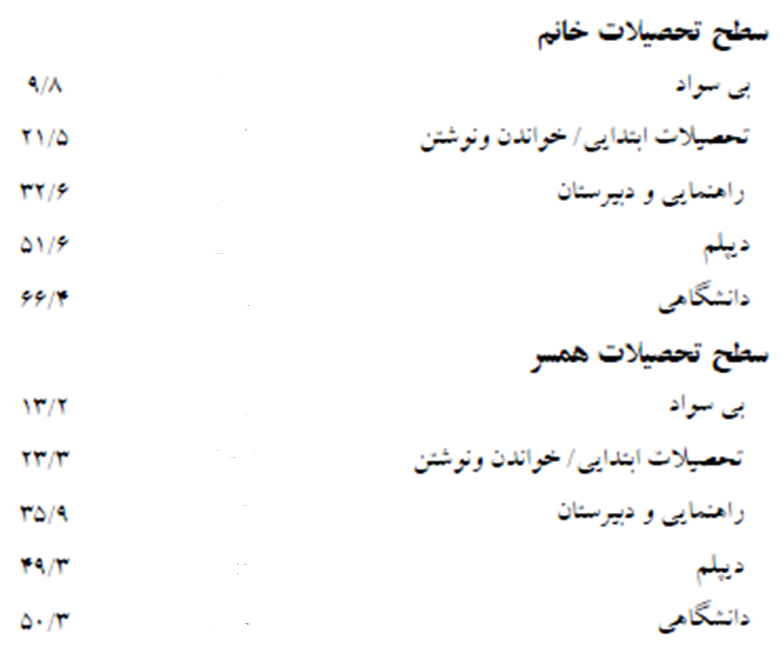 سطح تحصیلات خانم
بی سواد ۹/۸
تحصیلات ابتدایی/ خواندن ونوشتن ۲۱/۵
راهنمایی و دبیرستان ۳۲/۶
دیپلم ۵۱/۶
دانشگاهی ۶۶/۴
سطح تحصیلات همسر
بی سواد ۱۳/۲
تحصیلات ابتدایی/ خواندن ونوشتن ۲۳/۳
راهنمایی و دبیرستان ۳۵/۹
دیپلم ۴۹/۳
دانشگاهی ۵۰/۳